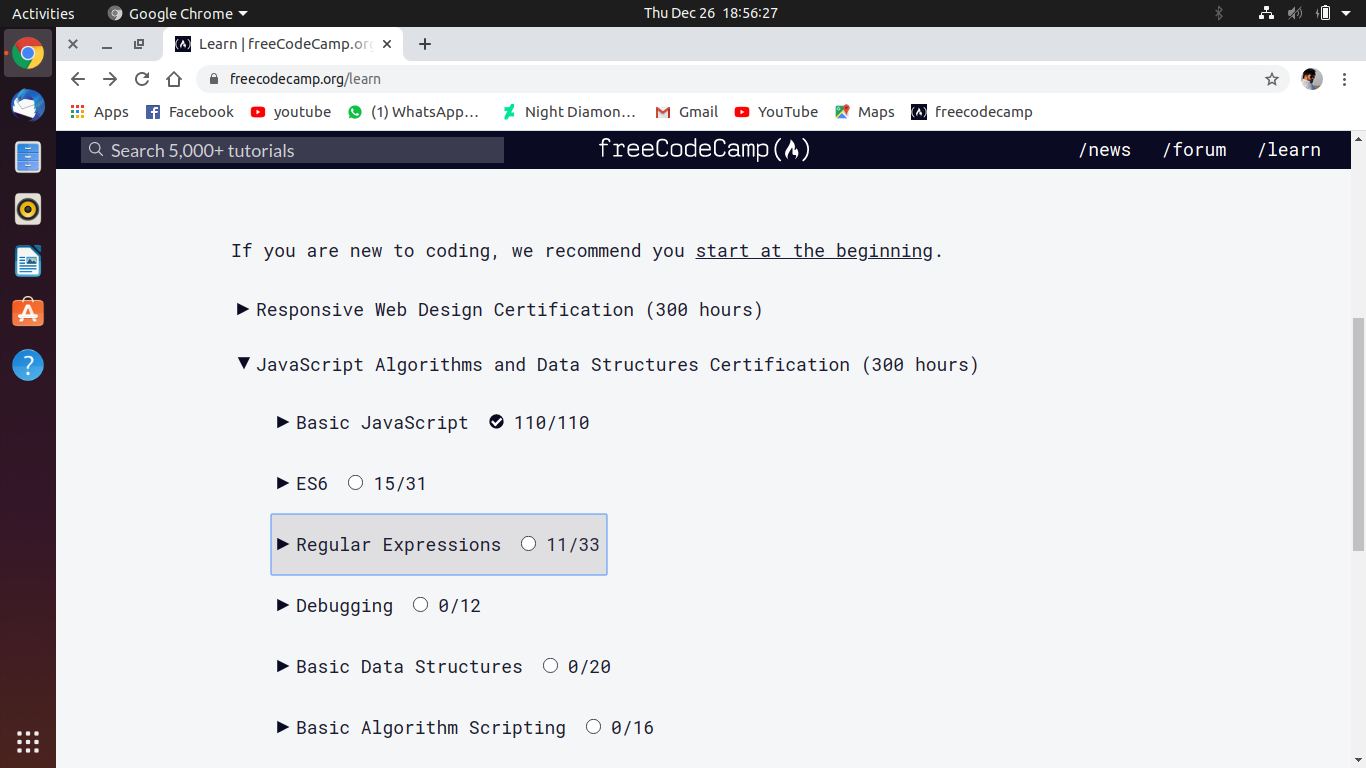 Activities Google Chrome Thu Dec 26 18:56:27
Learn | freeCodeCamp.or
freecodecamp.org/learn
Apps Facebook youtube (1) WhatsApp… Night Diamon… Gmail YouTube Maps freecodecamp
Search 5,000+ tutorials freeCodeCamp /news /forum /learn
If you are new to coding, we recommend you start at the beginning.
Responsive Web Design Certification (300 hours)
JavaScript Algorithms and Data Structures Certification (300 hours)
Basic JavaScript 110/110
ES6 15/31
Regular Expressions 11/33
Debugging 0/12
Basic Data Structures 0/20
Basic Algorithm Scripting 0/16